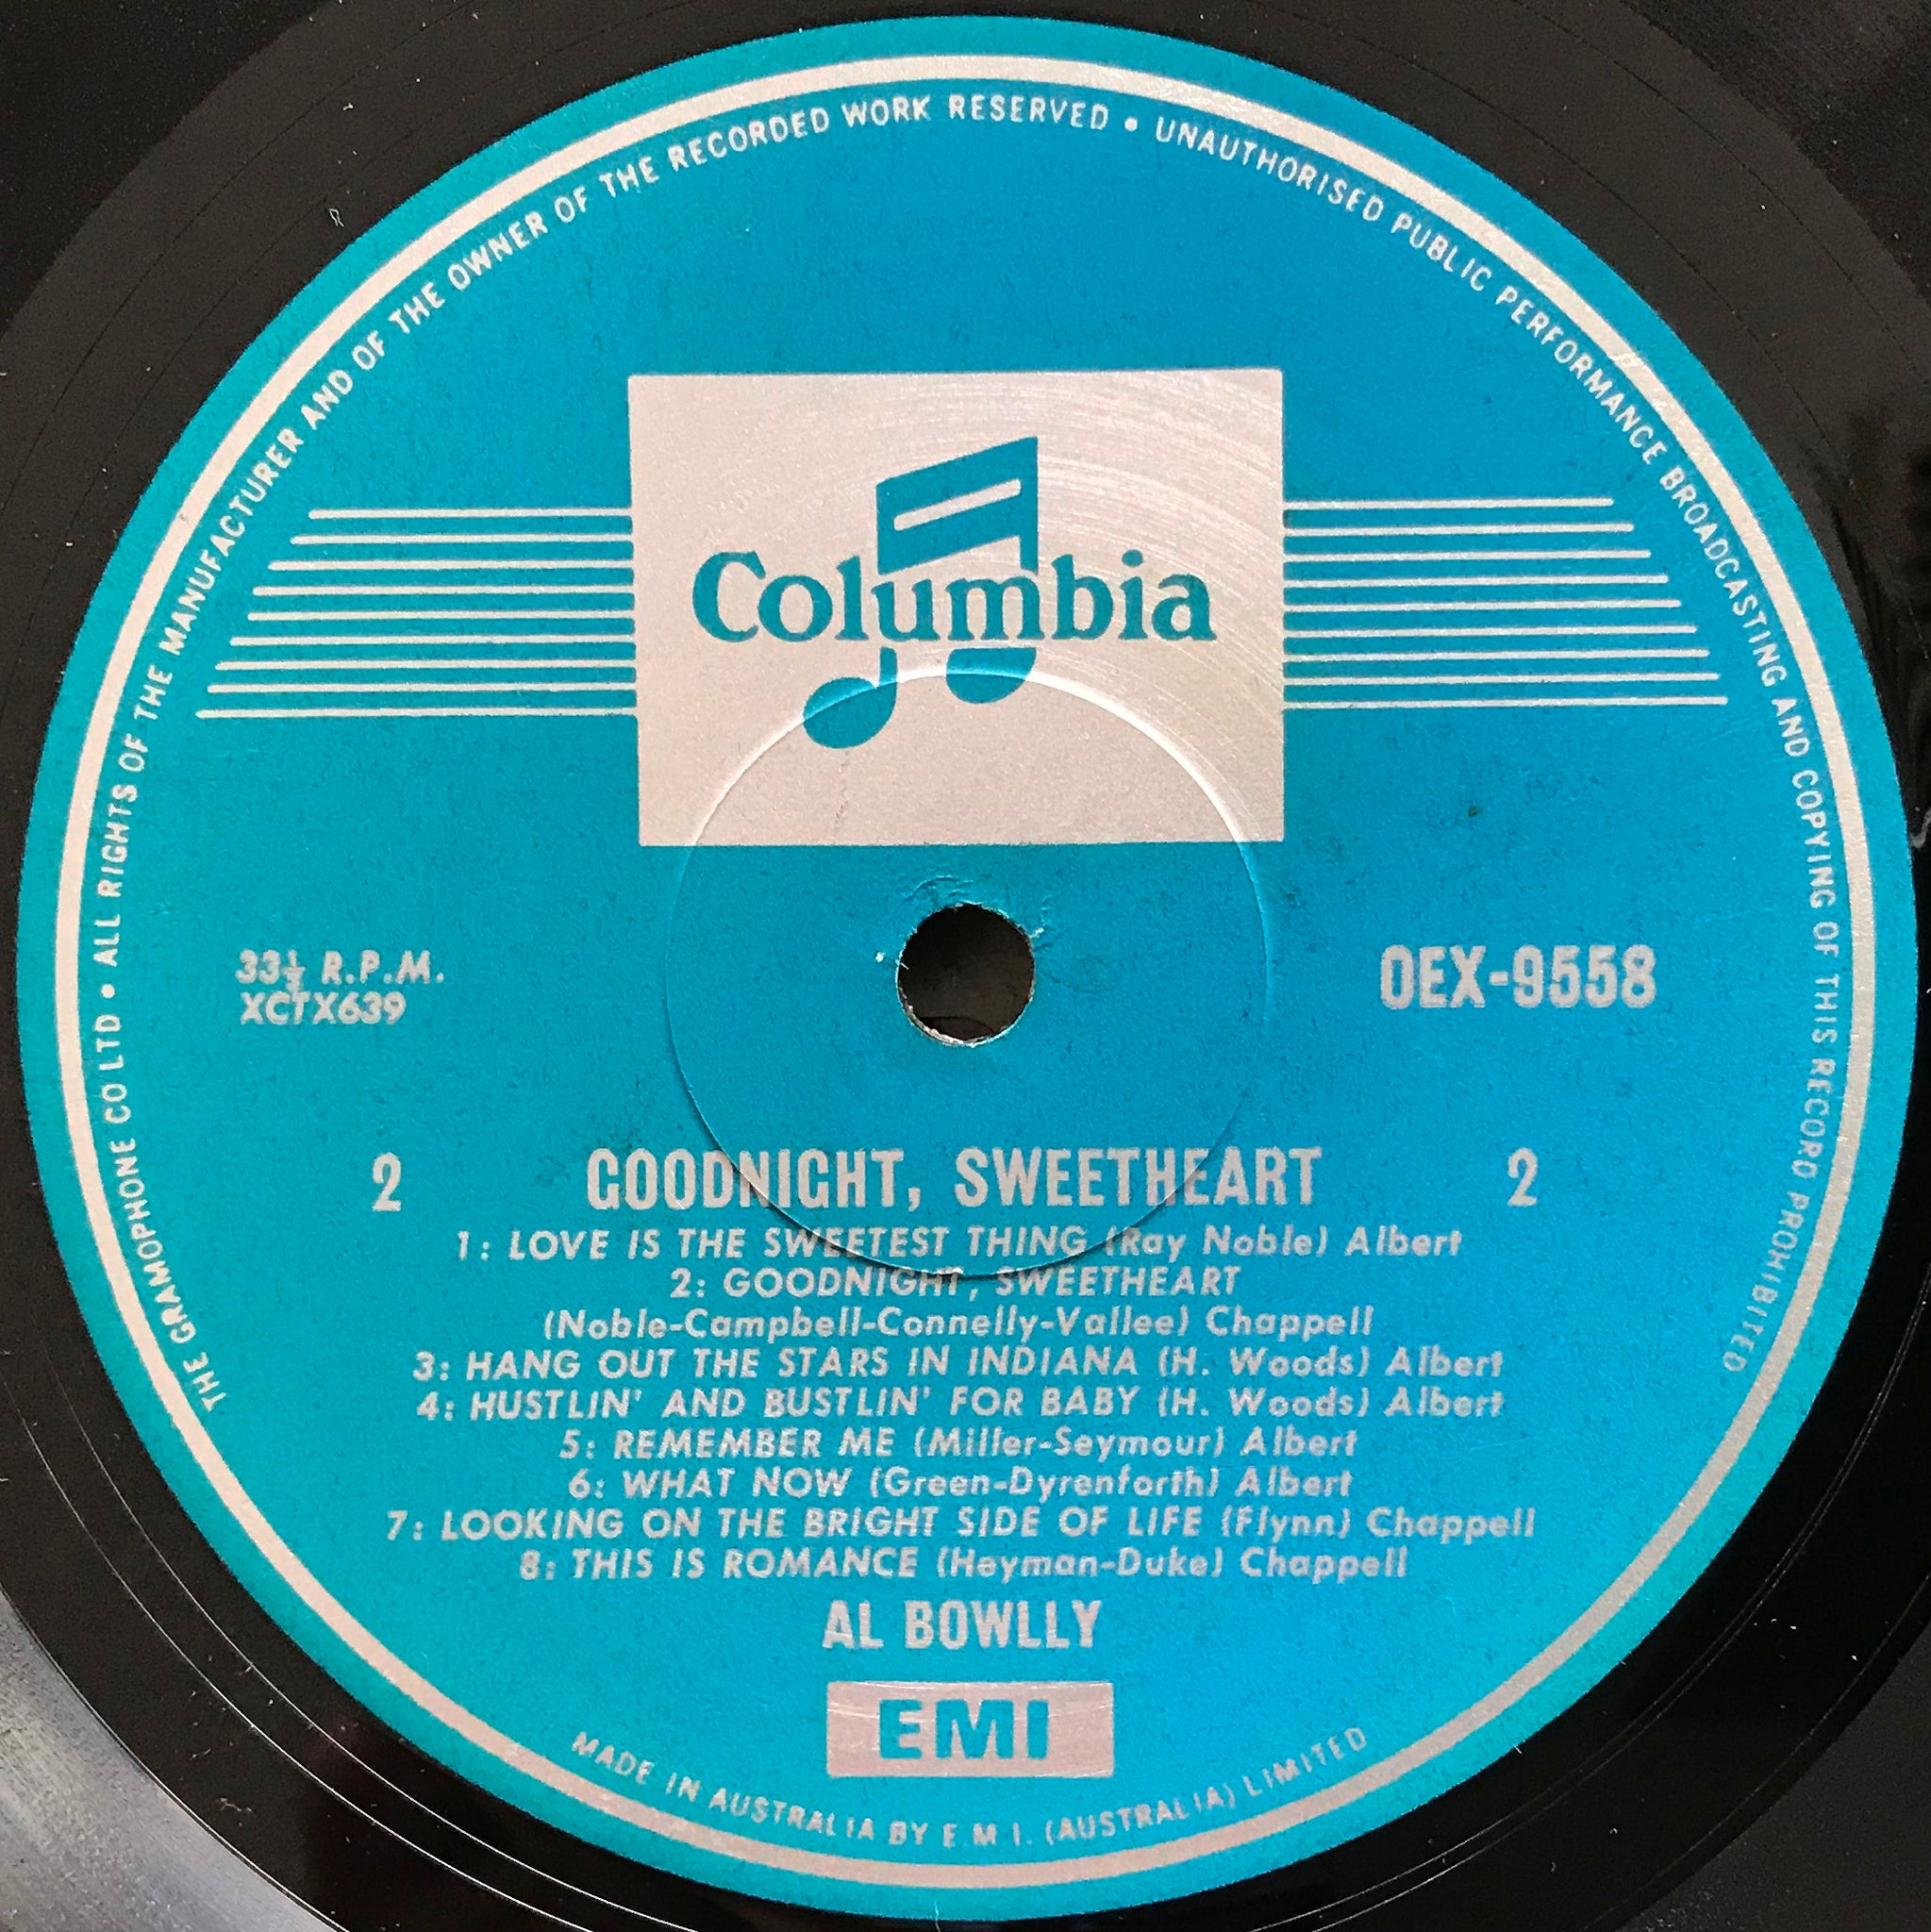 THE GRAMOPHONE CO LTD • ALL RIGHTS OF THE MANUFACTURER AND OF THE OWNER OF THE RECORDED WORK RESERVED • UNAUTHORISED PUBLIC PERFORMANCE BROADCASTING AND COPYING OF THIS RECORD PROHIBITED
Columbia
33⅓ R.P.M.
XCTX639
OEX-9558
2 GOODNIGHT, SWEETHEART 2
1: LOVE IS THE SWEETEST THING (Ray Noble) Albert
2: GOODNIGHT, SWEETHEART
(Noble-Campbell-Connelly-Vallee) Chappell
3: HANG OUT THE STARS IN INDIANA (H. Woods) Albert
4: HUSTLIN' AND BUSTLIN' FOR BABY (H. Woods) Albert
5: REMEMBER ME (Miller-Seymour) Albert
6: WHAT NOW (Green-Dyrenforth) Albert
7: LOOKING ON THE BRIGHT SIDE OF LIFE (Flynn) Chappell
8: THIS IS ROMANCE (Heyman-Duke) Chappell
AL BOWLLY
EMI
MADE IN AUSTRALIA BY E.M.I. (AUSTRALIA) LIMITED